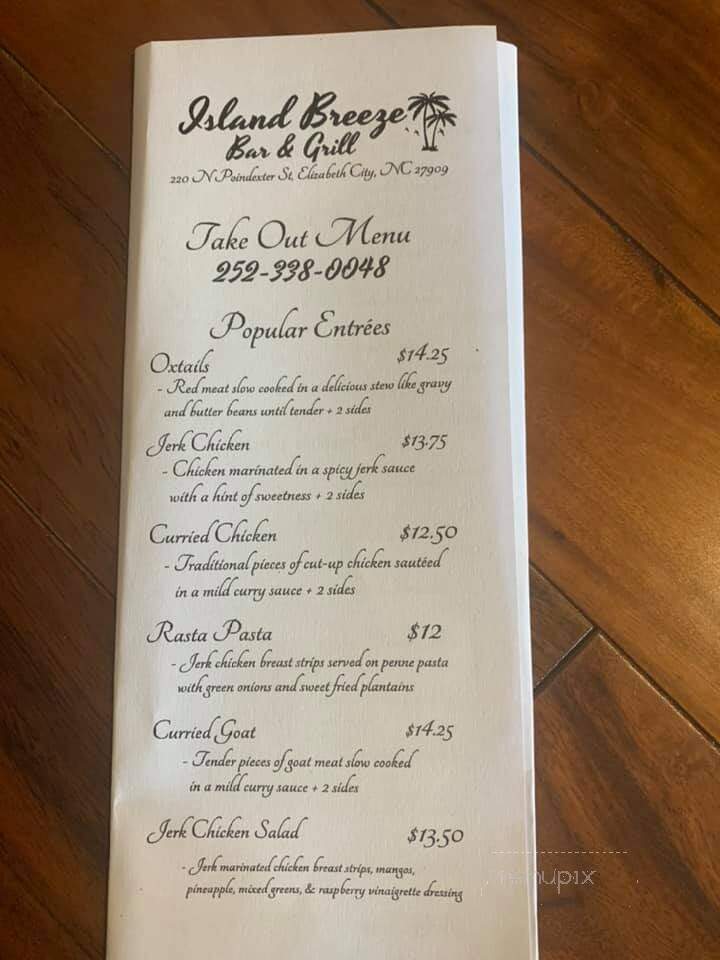 Island Breeze
Bar & Grill
220 N Poindexter St, Elizabeth City, NC 27909
Take Out Menu
252-338-0048
Popular Entrées
Oxtails $14.25
- Red meat slow cooked in a delicious stew like gravy
and butter beans until tender + 2 sides
Jerk Chicken $13.75
- Chicken marinated in a spicy jerk sauce
with a hint of sweetness + 2 sides
Curried Chicken $12.50
- Traditional pieces of cut-up chicken sautéed
in a mild curry sauce + 2 sides
Rasta Pasta $12
- Jerk chicken breast strips served on penne pasta
with green onions and sweet fried plantains
Curried Goat $14.25
- Tender pieces of goat meat slow cooked
in a mild curry sauce + 2 sides
Jerk Chicken Salad $13.50
- Jerk marinated chicken breast strips, mangos,
pineapple, mixed greens, & raspberry vinaigrette dressing
menupix